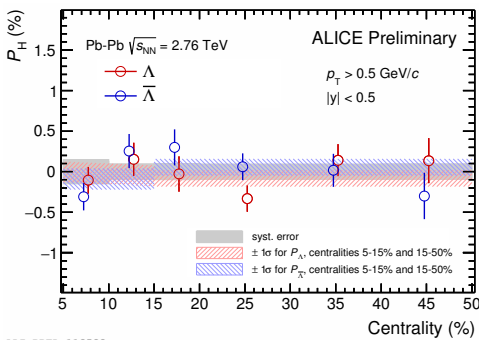 P_H (%)
Pb-Pb √s_NN = 2.76 TeV
ALICE Preliminary
Λ
Λ̅
p_T > 0.5 GeV/c
|y| < 0.5
1.5
1
0.5
0
−0.5
−1
syst. error
± 1σ for P_Λ, centralities 5-15% and 15-50%
± 1σ for P_Λ̅, centralities 5-15% and 15-50%
5 10 15 20 25 30 35 40 45 50
Centrality (%)